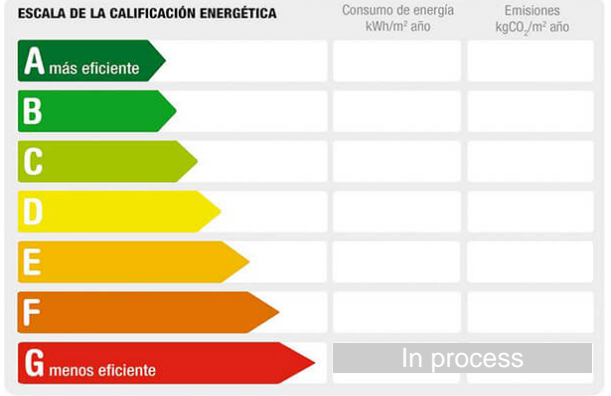 ESCALA DE LA CALIFICACIÓN ENERGÉTICA
Consumo de energía
kWh/m² año
Emisiones
kgCO₂/m² año
A más eficiente
B
C
D
E
F
G menos eficiente
In process